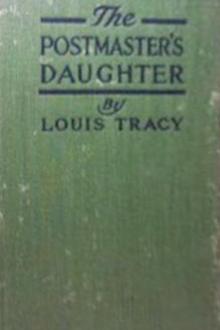 The
POSTMASTER'S
DAUGHTER
By
LOUIS TRACY